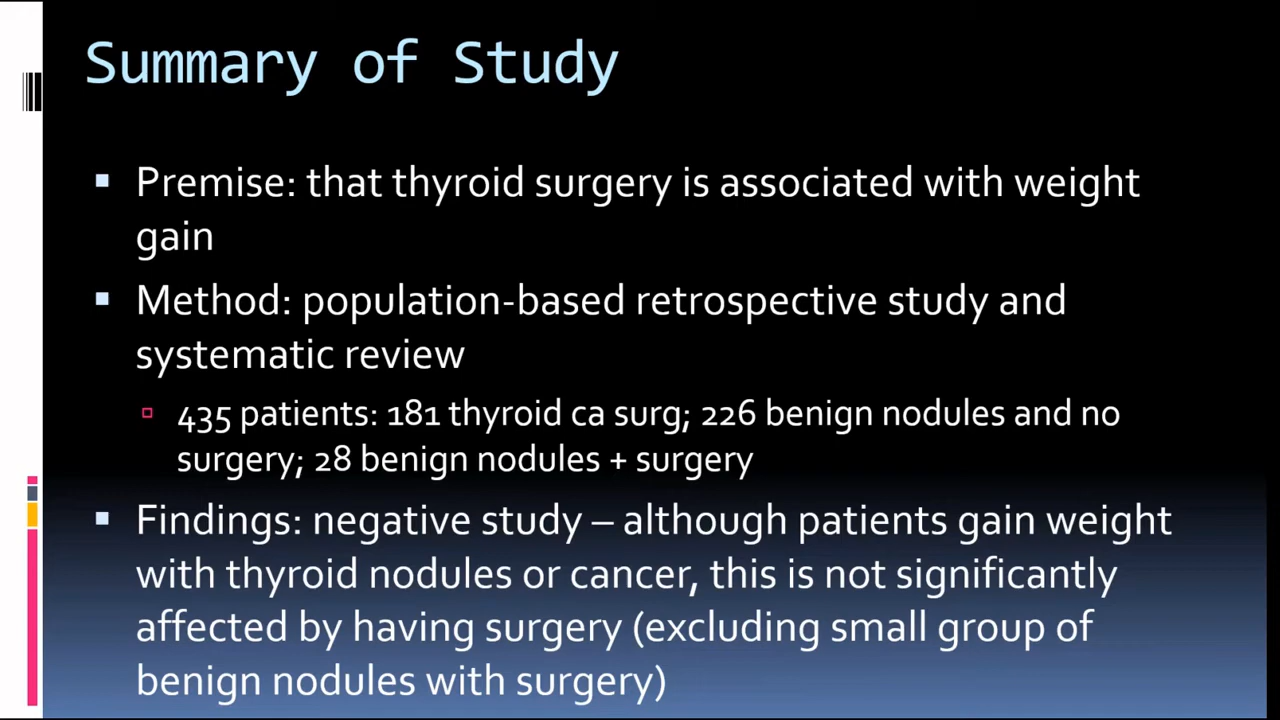 Summary of Study
▪ Premise: that thyroid surgery is associated with weight
gain
▪ Method: population-based retrospective study and
systematic review
▫ 435 patients: 181 thyroid ca surg; 226 benign nodules and no
surgery; 28 benign nodules + surgery
▪ Findings: negative study – although patients gain weight
with thyroid nodules or cancer, this is not significantly
affected by having surgery (excluding small group of
benign nodules with surgery)